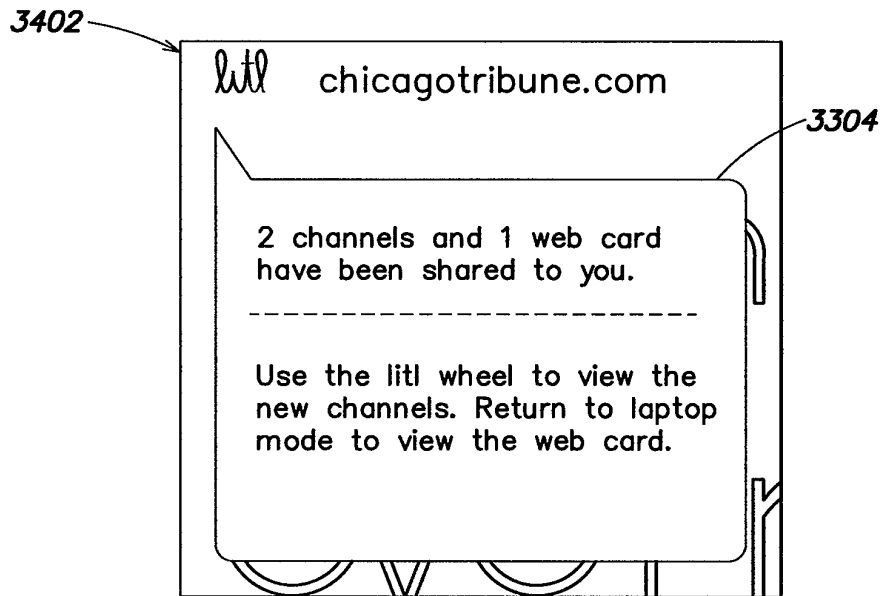 3402
litl chicagotribune.com
3304
2 channels and 1 web card
have been shared to you.
Use the litl wheel to view the
new channels. Return to laptop
mode to view the web card.